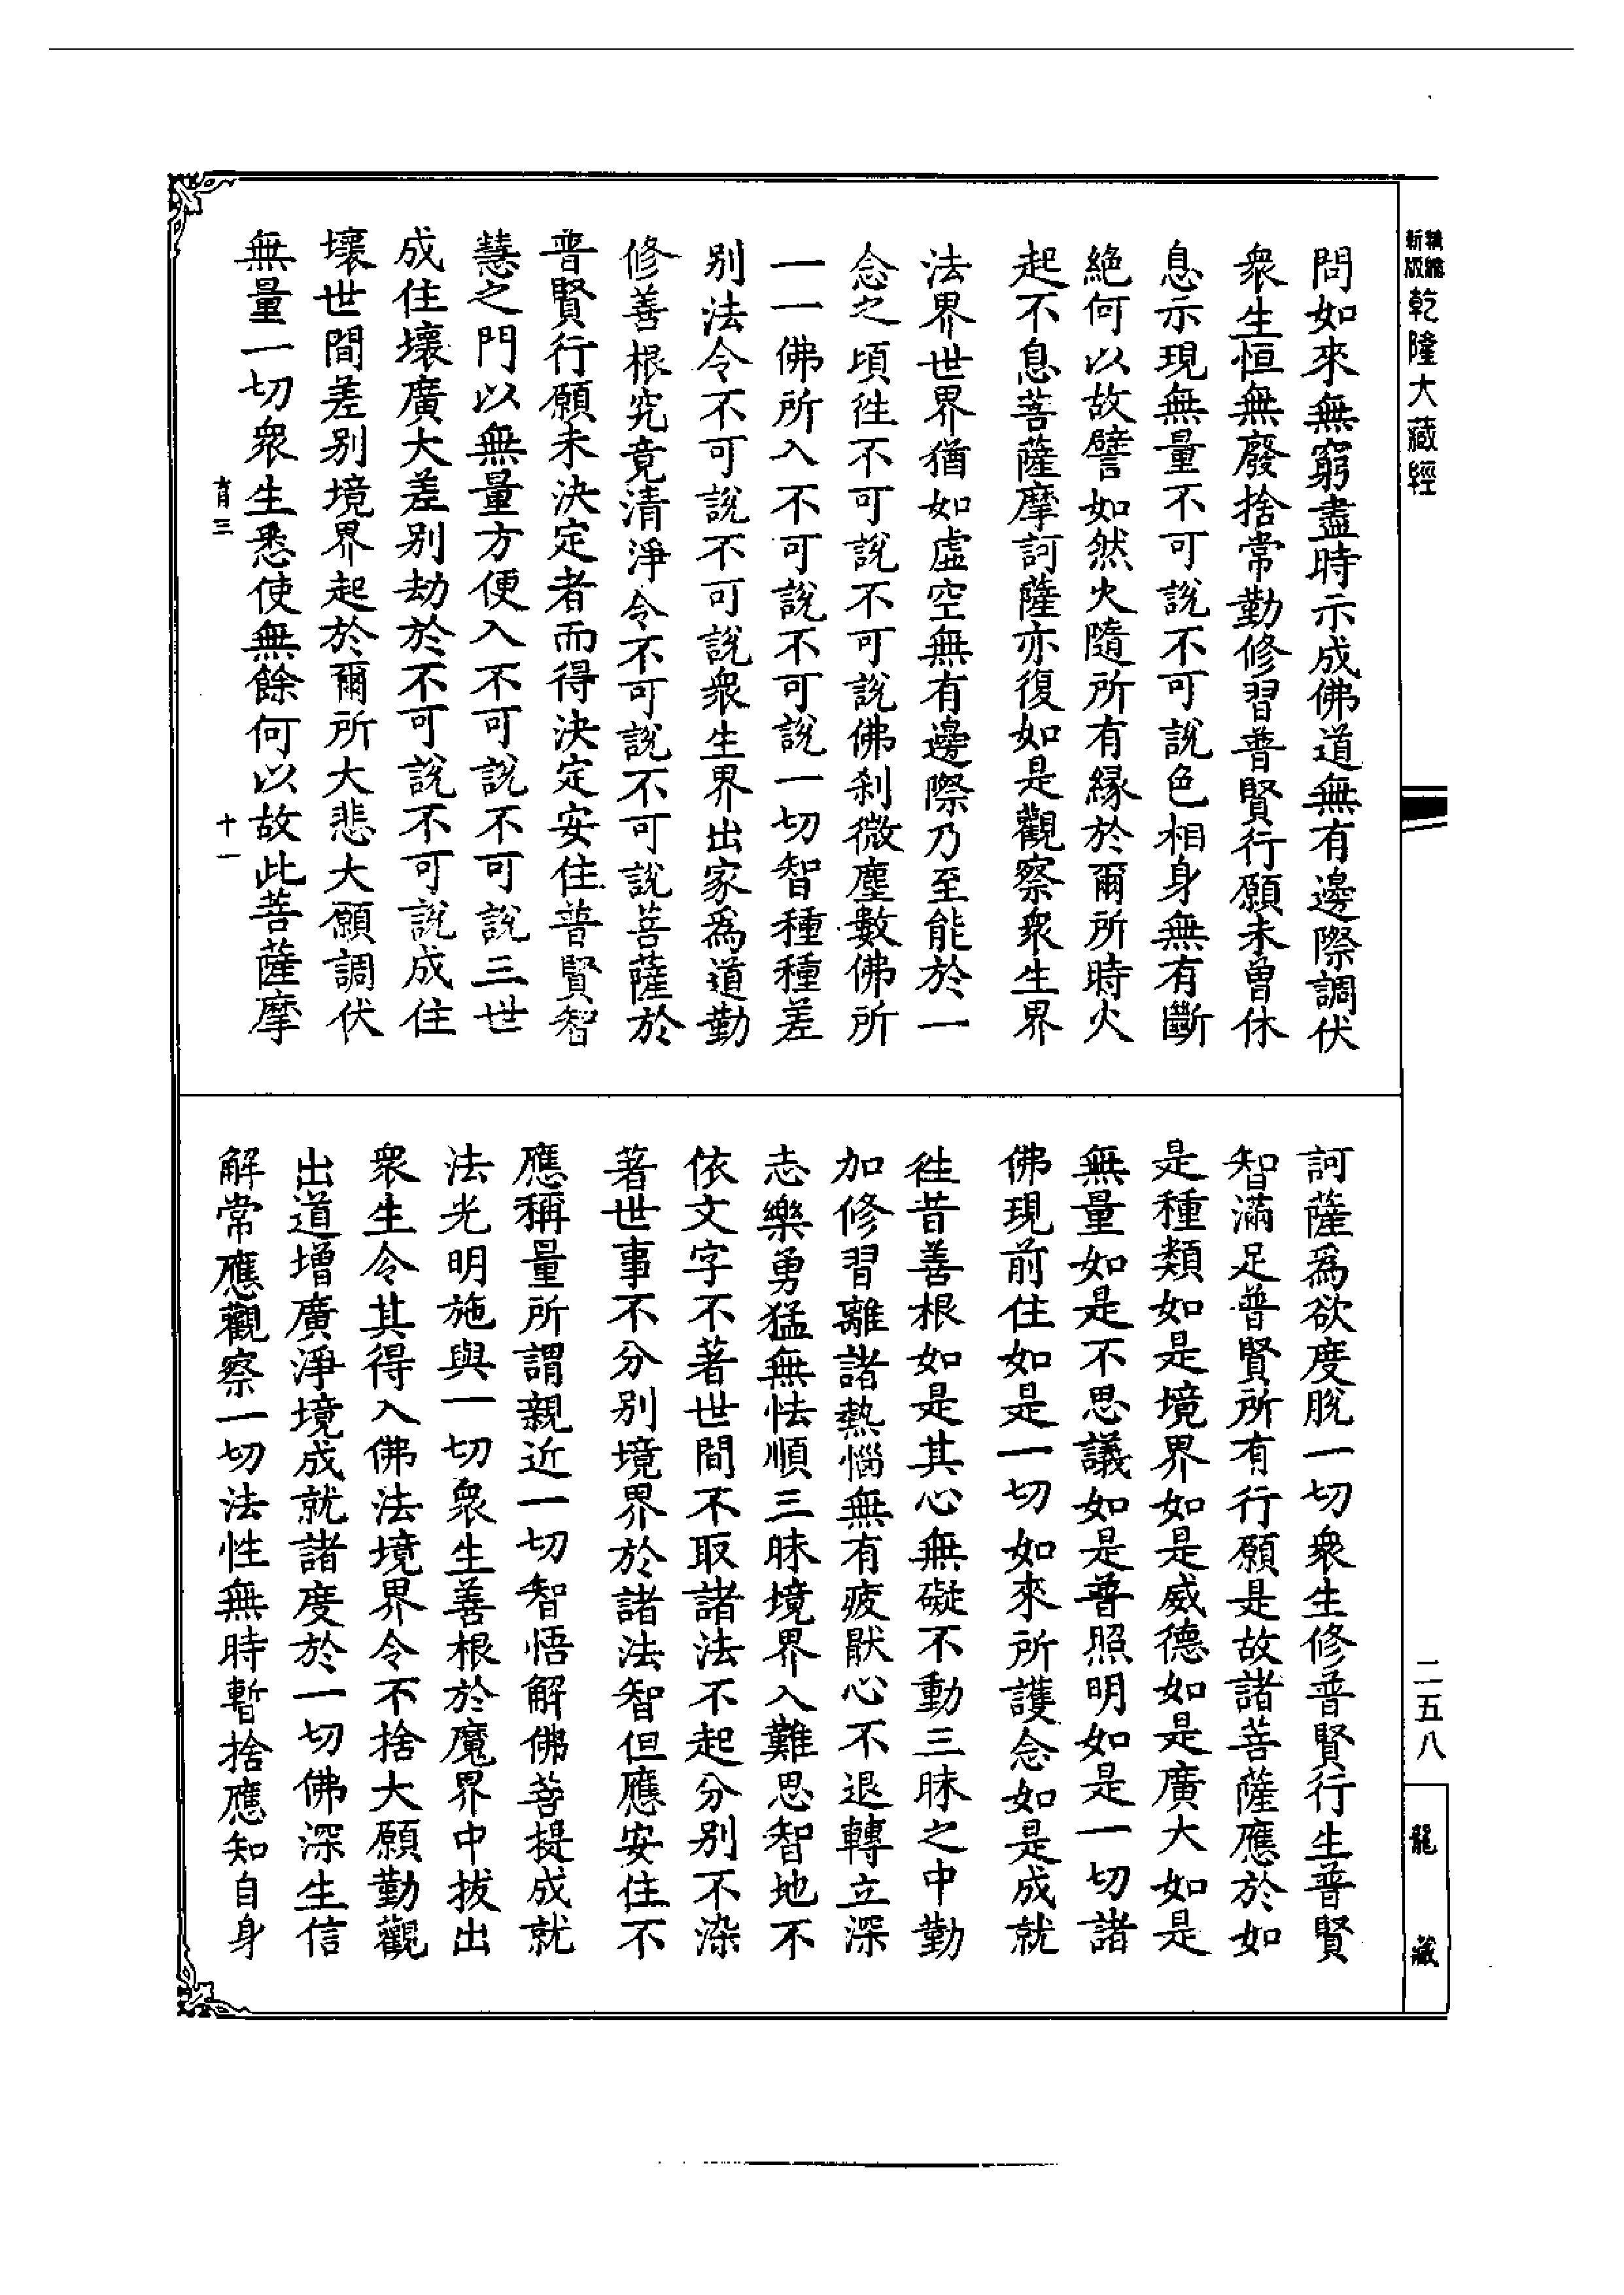 新編
新版
乾隆大藏經
問如來無窮盡時示成佛道無有邊際調伏
衆生恒無廢捨常勤修習普賢行願未曽休
息示現無量不可說不可說色相身無有斷
絶何以故譬如然火隨所有縁於爾所時火
起不息菩薩摩訶薩亦復如是觀察衆生界
法界世界猶如虛空無有邊際乃至能於一
念之頃徃不可說不可說佛刹微塵數佛所
一一佛所入不可說不可說一切智種種差
别法令不可說不可說衆生界出家爲道勤
修善根究竟清淨令不可說不可說菩薩於
普賢行願未決定者而得決定安住普賢智
慧之門以無量方便入不可說不可說三世
成住壞廣大差别劫於不可說不可說成住
壞世間差别境界起於爾所大悲大願調伏
無量一切衆生悉使無餘何以故此菩薩摩
育三
十一
訶薩爲欲度脫一切衆生修普賢行生普賢
智滿足普賢所有行願是故諸菩薩應於如
是種類如是境界如是威德如是廣大如是
無量如是不思議如是普照明如是一切諸
佛現前住如是一切如來所護念如是成就
徃昔善根如是其心無礙不動三昧之中勤
加修習離諸熱惱無有疲厭心不退轉立深
志樂勇猛無怯順三昧境界入難思智地不
依文字不著世間不取諸法不起分别不染
著世事不分别境界於諸法智但應安住不
應稱量所謂親近一切智悟解佛菩提成就
法光明施與一切衆生善根於魔界中拔出
衆生令其得入佛法境界令不捨大願勤觀
出道增廣淨境成就諸度於一切佛深生信
解常應觀察一切法性無時暫捨應知自身
二五八
龍藏